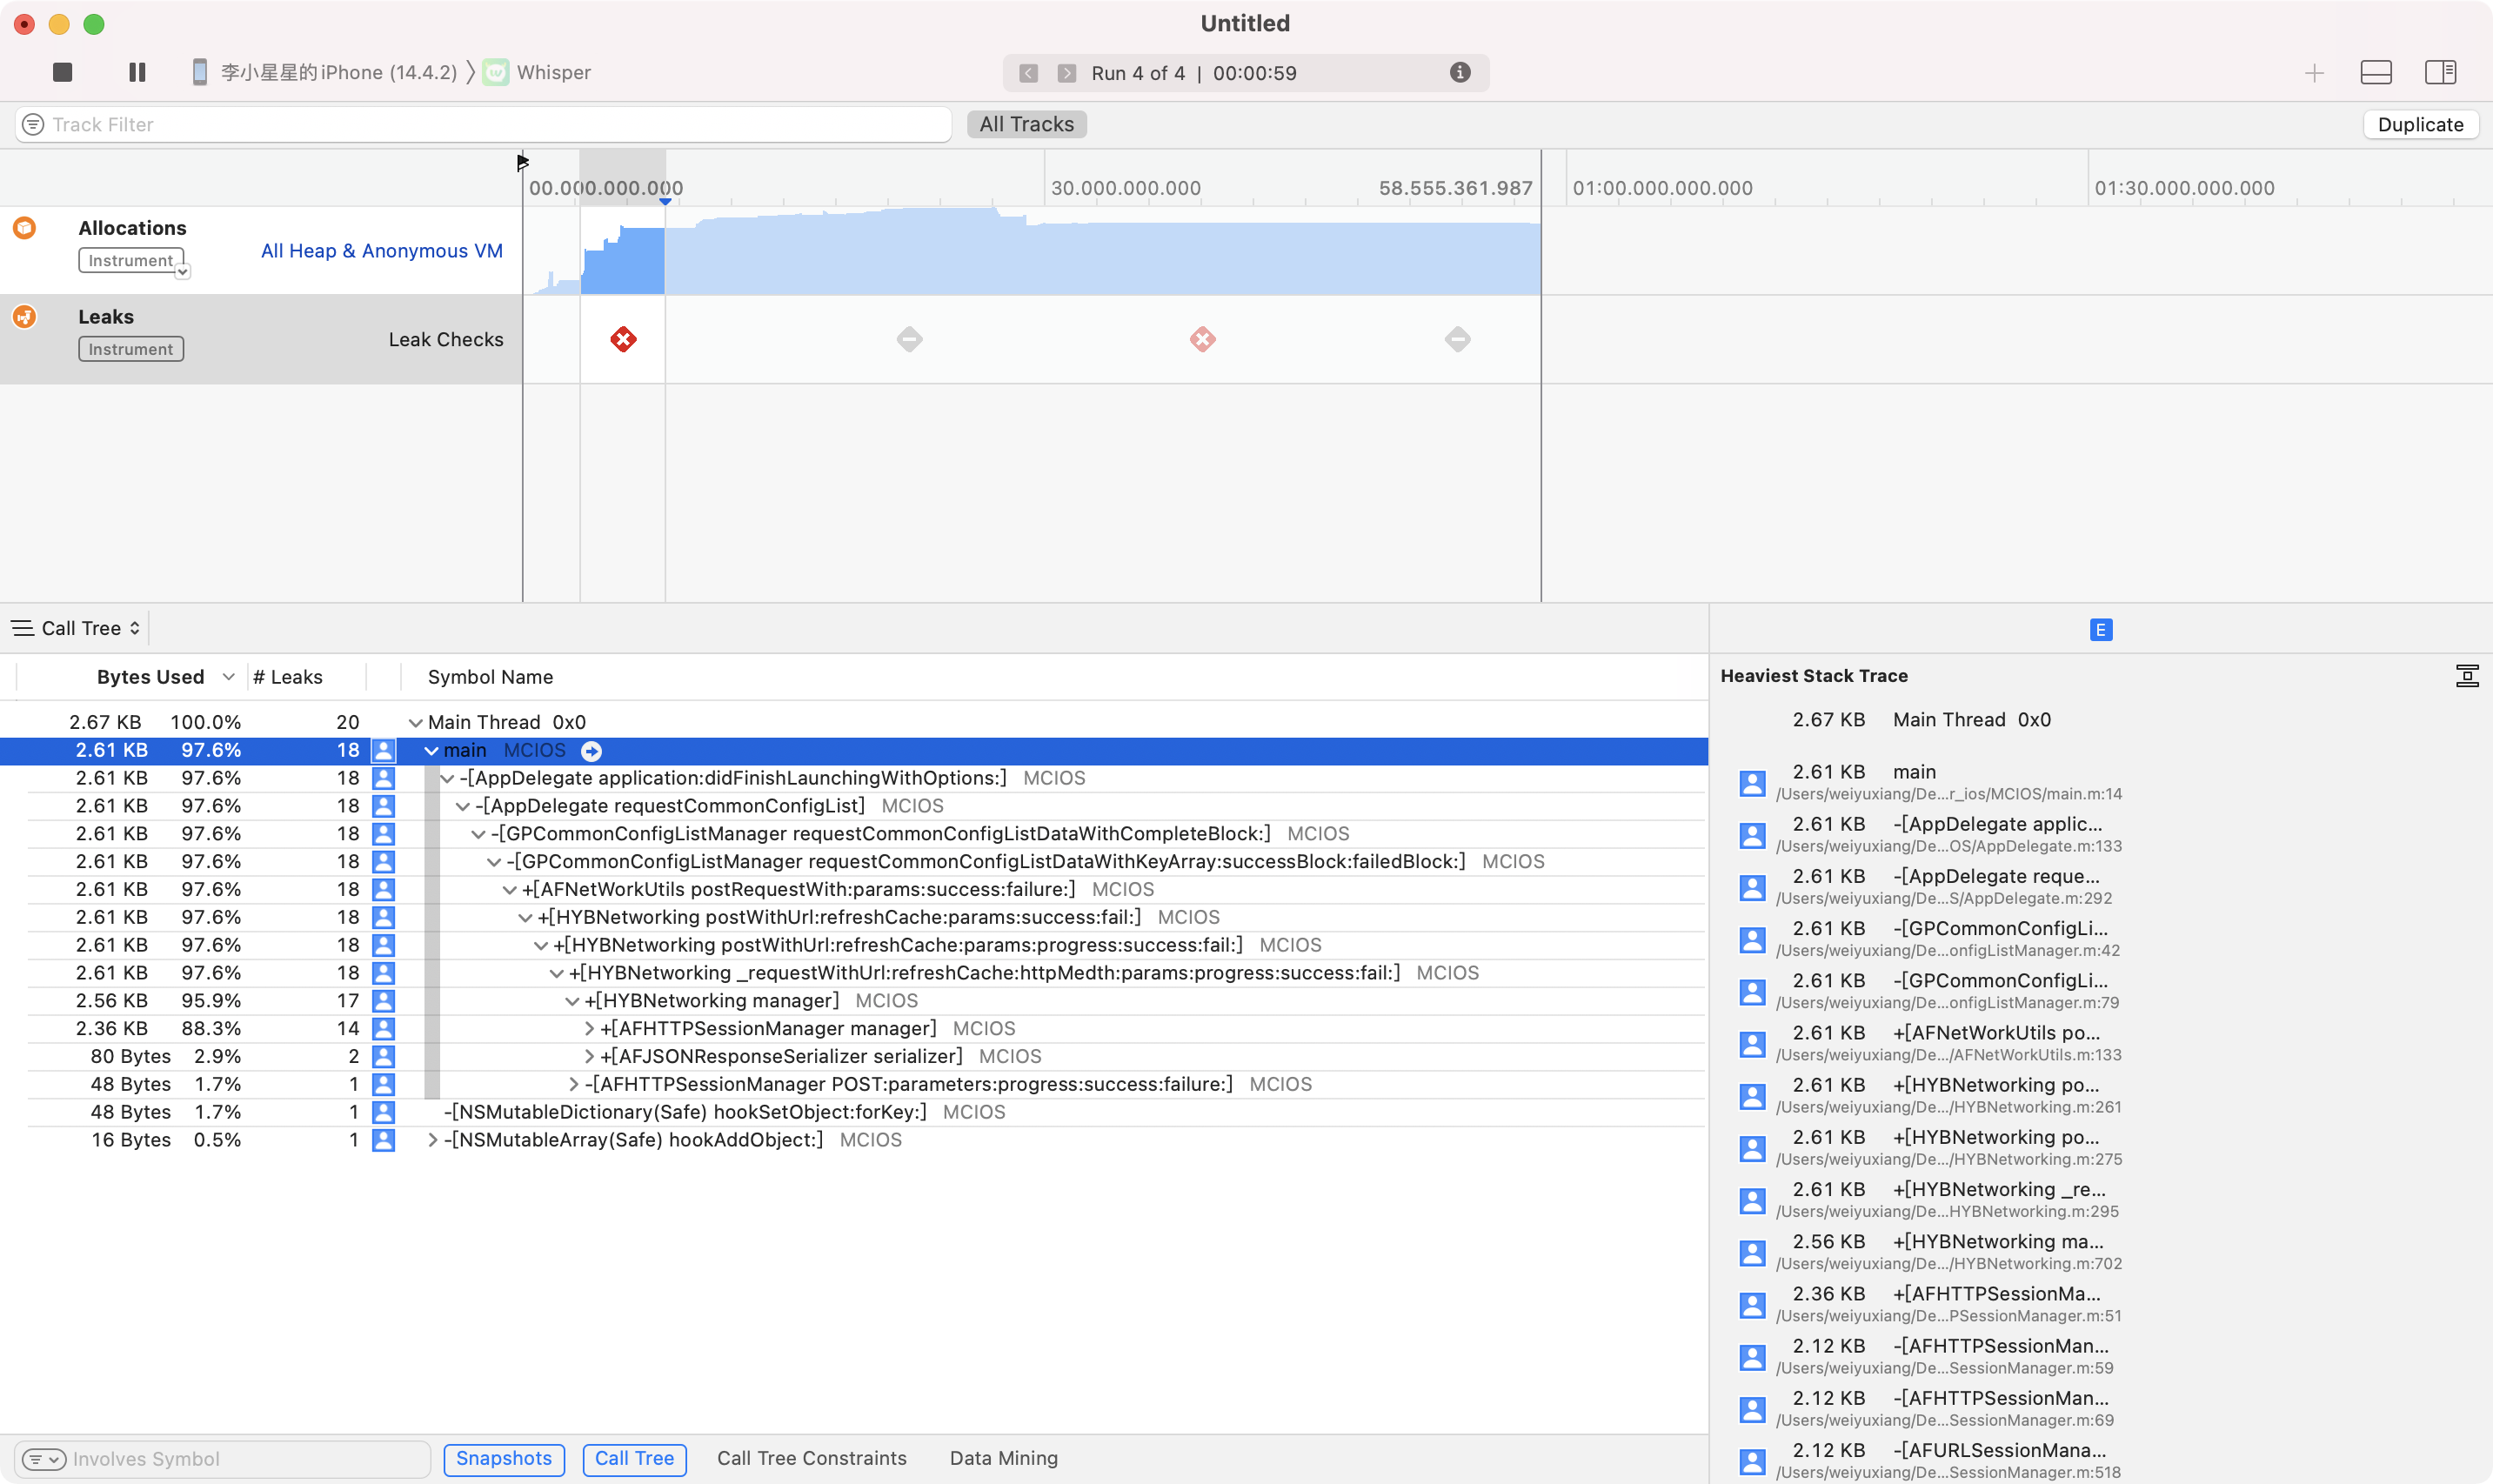 Untitled
李小星星的iPhone (14.4.2) Whisper
Run 4 of 4 | 00:00:59
Track Filter
All Tracks
Duplicate
00.000.000.000
30.000.000.000
58.555.361.987
01:00.000.000.000
01:30.000.000.000
Allocations
Instrument
All Heap & Anonymous VM
Leaks
Instrument
Leak Checks
Call Tree
E
Bytes Used # Leaks Symbol Name
2.67 KB 100.0% 20 Main Thread 0x0
2.61 KB 97.6% 18 main MCIOS
2.61 KB 97.6% 18 -[AppDelegate application:didFinishLaunchingWithOptions:] MCIOS
2.61 KB 97.6% 18 -[AppDelegate requestCommonConfigList] MCIOS
2.61 KB 97.6% 18 -[GPCommonConfigListManager requestCommonConfigListDataWithCompleteBlock:] MCIOS
2.61 KB 97.6% 18 -[GPCommonConfigListManager requestCommonConfigListDataWithKeyArray:successBlock:failedBlock:] MCIOS
2.61 KB 97.6% 18 +[AFNetWorkUtils postRequestWith:params:success:failure:] MCIOS
2.61 KB 97.6% 18 +[HYBNetworking postWithUrl:refreshCache:params:success:fail:] MCIOS
2.61 KB 97.6% 18 +[HYBNetworking postWithUrl:refreshCache:params:progress:success:fail:] MCIOS
2.61 KB 97.6% 18 +[HYBNetworking _requestWithUrl:refreshCache:httpMedth:params:progress:success:fail:] MCIOS
2.56 KB 95.9% 17 +[HYBNetworking manager] MCIOS
2.36 KB 88.3% 14 +[AFHTTPSessionManager manager] MCIOS
80 Bytes 2.9% 2 +[AFJSONResponseSerializer serializer] MCIOS
48 Bytes 1.7% 1 -[AFHTTPSessionManager POST:parameters:progress:success:failure:] MCIOS
48 Bytes 1.7% 1 -[NSMutableDictionary(Safe) hookSetObject:forKey:] MCIOS
16 Bytes 0.5% 1 -[NSMutableArray(Safe) hookAddObject:] MCIOS
Heaviest Stack Trace
2.67 KB Main Thread 0x0
2.61 KB main
/Users/weiyuxiang/De...r_ios/MCIOS/main.m:14
2.61 KB -[AppDelegate applic...
/Users/weiyuxiang/De...OS/AppDelegate.m:133
2.61 KB -[AppDelegate reque...
/Users/weiyuxiang/De...S/AppDelegate.m:292
2.61 KB -[GPCommonConfigLi...
/Users/weiyuxiang/De...onfigListManager.m:42
2.61 KB -[GPCommonConfigLi...
/Users/weiyuxiang/De...onfigListManager.m:79
2.61 KB +[AFNetWorkUtils po...
/Users/weiyuxiang/De.../AFNetWorkUtils.m:133
2.61 KB +[HYBNetworking po...
/Users/weiyuxiang/De.../HYBNetworking.m:261
2.61 KB +[HYBNetworking po...
/Users/weiyuxiang/De.../HYBNetworking.m:275
2.61 KB +[HYBNetworking _re...
/Users/weiyuxiang/De...HYBNetworking.m:295
2.56 KB +[HYBNetworking ma...
/Users/weiyuxiang/De.../HYBNetworking.m:702
2.36 KB +[AFHTTPSessionMa...
/Users/weiyuxiang/De...PSessionManager.m:51
2.12 KB -[AFHTTPSessionMan...
/Users/weiyuxiang/De...SessionManager.m:59
2.12 KB -[AFHTTPSessionMan...
/Users/weiyuxiang/De...SessionManager.m:69
2.12 KB -[AFURLSessionMana...
/Users/weiyuxiang/De...SessionManager.m:518
Involves Symbol
Snapshots
Call Tree
Call Tree Constraints
Data Mining